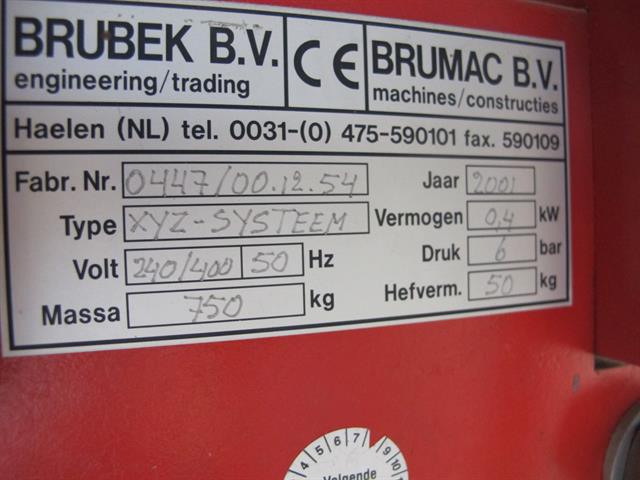 BRUBEK B.V. CE BRUMAC B.V.
engineering/trading machines/constructies
Haelen (NL) tel. 0031-(0) 475-590101 fax. 590109
Fabr. Nr. 0447/00.12.54 Jaar 2001
Type XYZ-SYSTEEM Vermogen 0,4 kW
Volt 240/400 50 Hz Druk 6 bar
Massa 750 kg Hefverm. 50 kg
4 5 6 7 9 10
Volgende